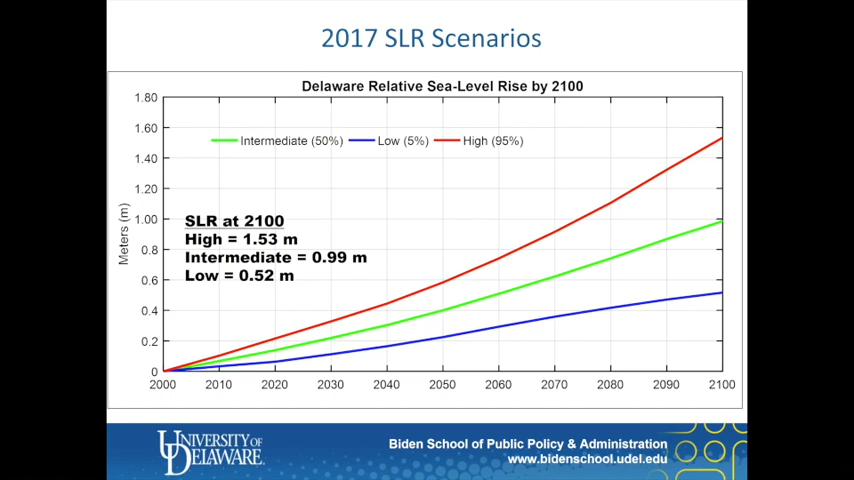 2017 SLR Scenarios
Delaware Relative Sea-Level Rise by 2100
1.80
1.60
1.40
1.20
1.00
0.8
0.6
0.4
0.2
0
Meters (m)
Intermediate (50%) Low (5%) High (95%)
SLR at 2100
High = 1.53 m
Intermediate = 0.99 m
Low = 0.52 m
2000 2010 2020 2030 2040 2050 2060 2070 2080 2090 2100
UNIVERSITY OF
DELAWARE
Biden School of Public Policy & Administration
www.bidenschool.udel.edu